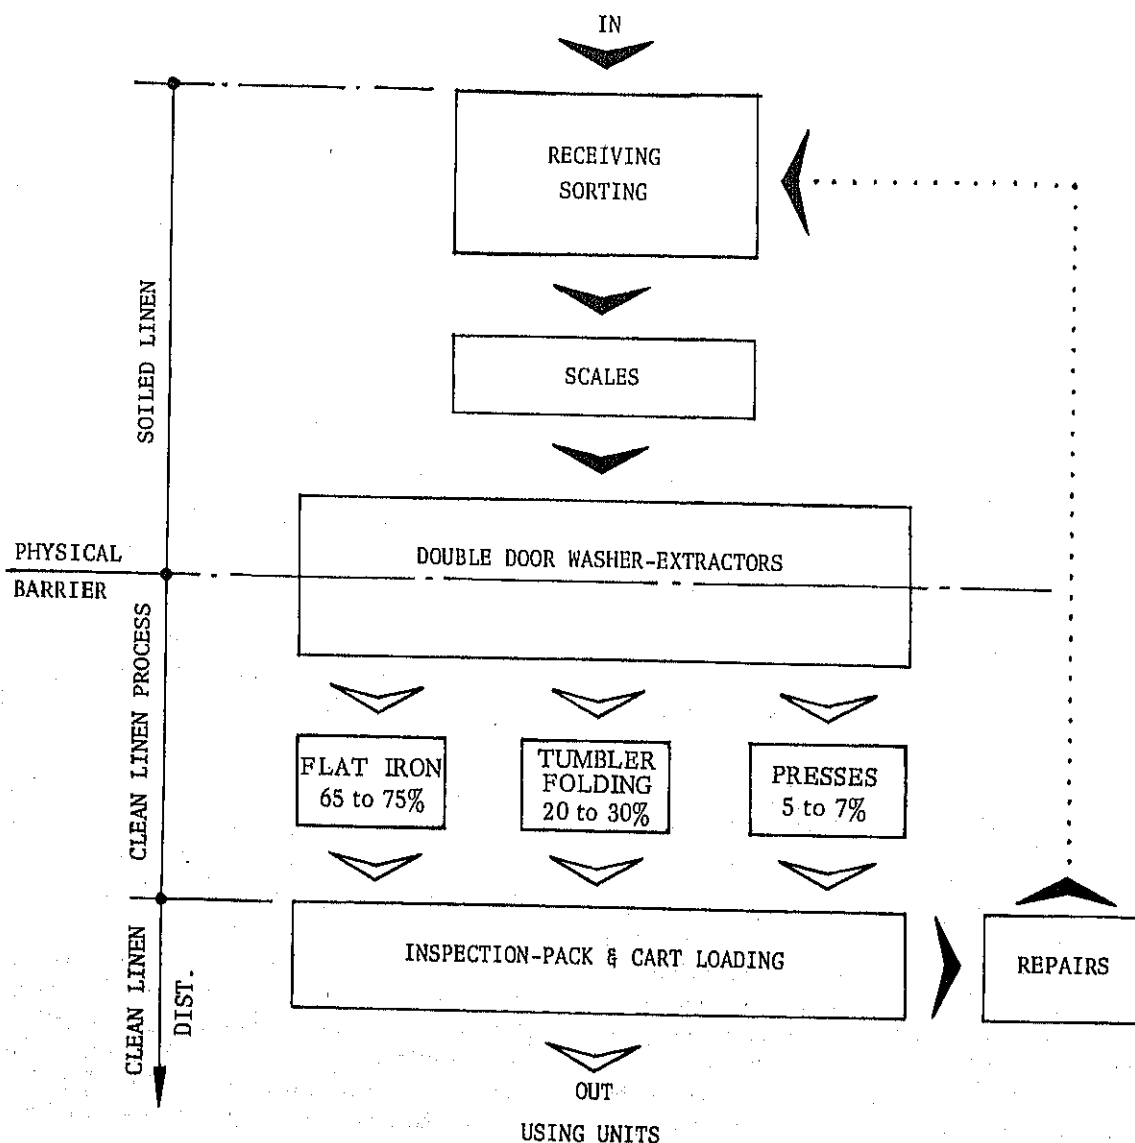 IN
RECEIVING
SORTING
SOILED LINEN
SCALES
PHYSICAL
BARRIER
DOUBLE DOOR WASHER-EXTRACTORS
CLEAN LINEN PROCESS
FLAT IRON
65 to 75%
TUMBLER
FOLDING
20 to 30%
PRESSES
5 to 7%
CLEAN LINEN
DIST.
INSPECTION-PACK & CART LOADING
REPAIRS
OUT
USING UNITS